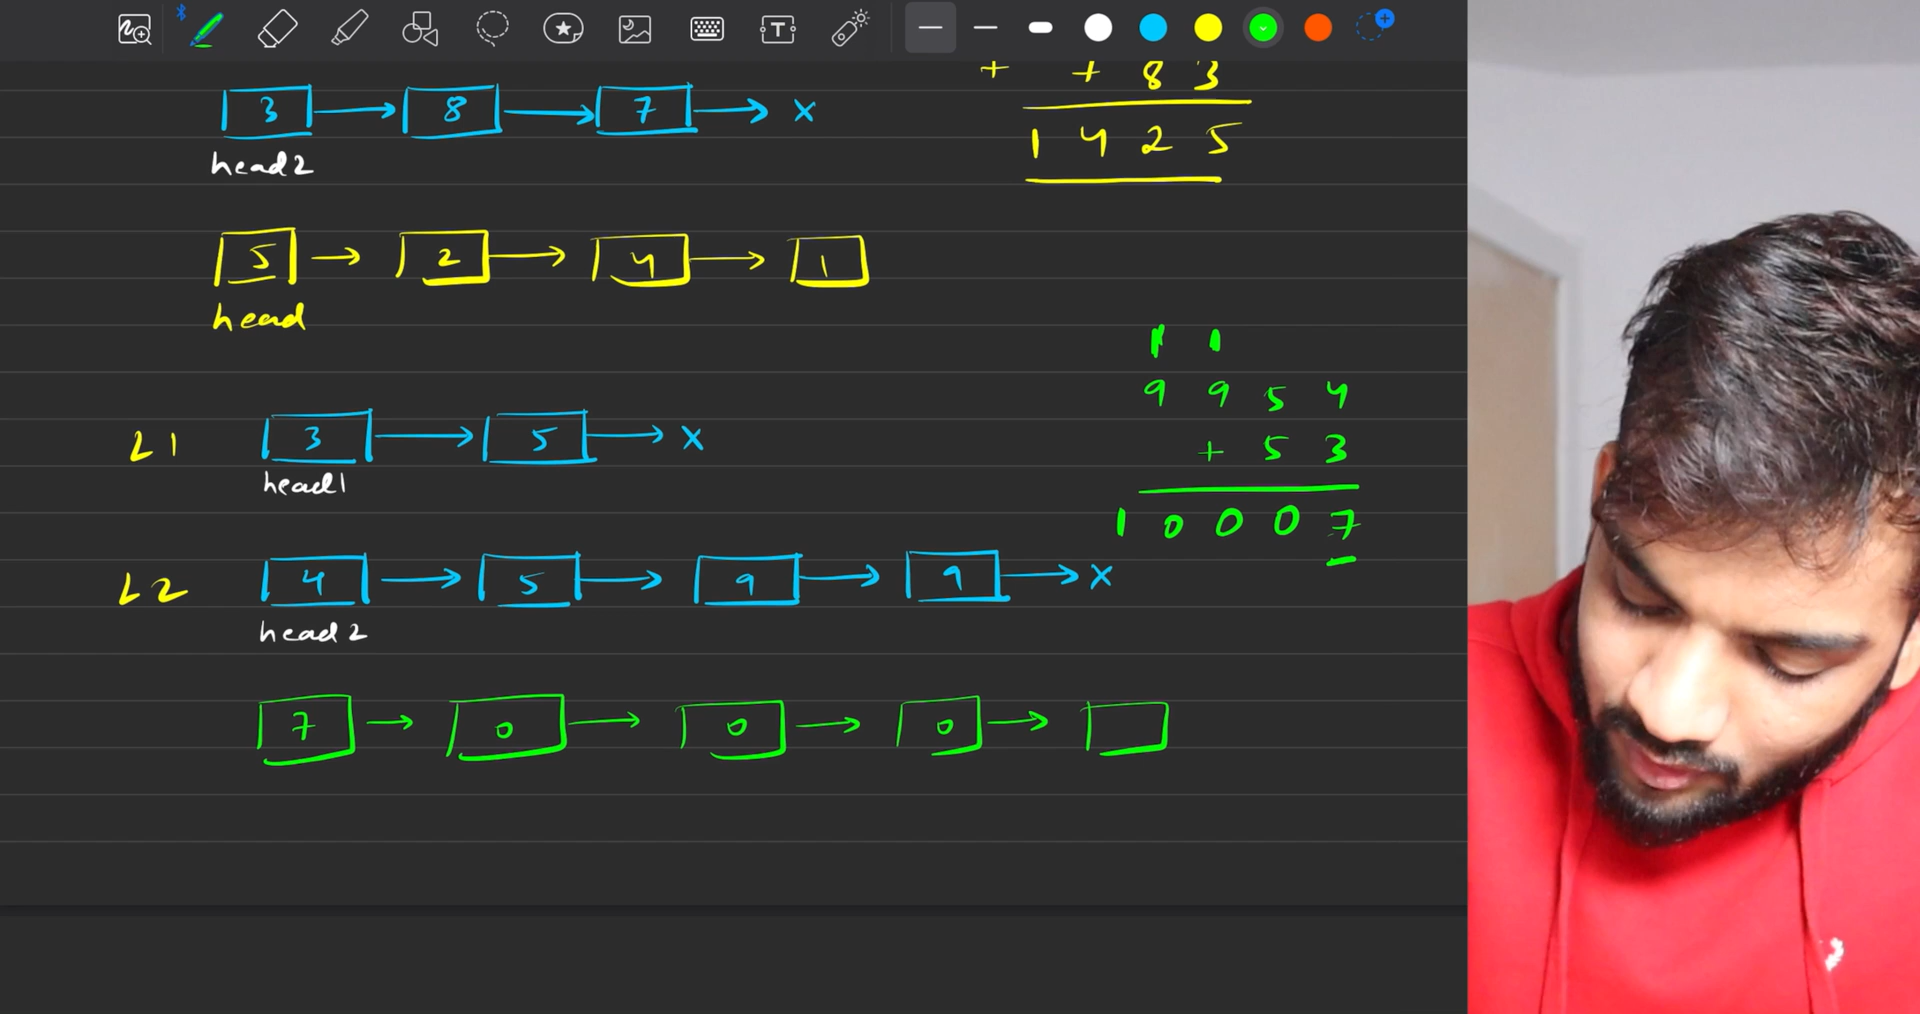 + 7 8 3
3 → 8 → 7 → x
head2
1 4 2 5
5 → 2 → 4 → 1
head
1 1
9 9 5 4
+ 5 3
1 0 0 0 7
L1 3 → 5 → x
head1
L2 4 → 5 → 9 → 9 → x
head2
7 → 0 → 0 → 0 →